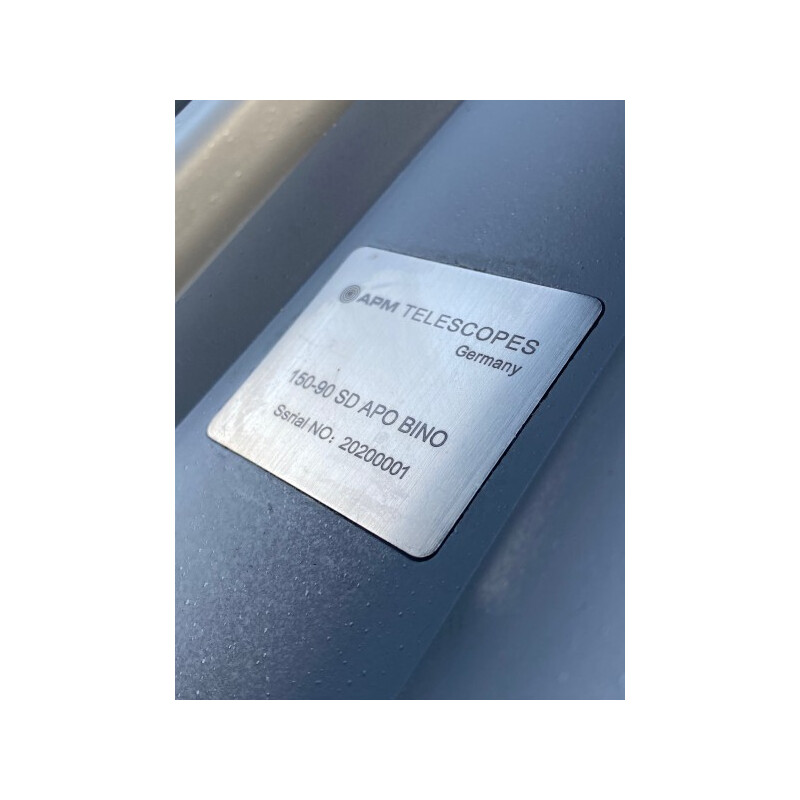 APM TELESCOPES
Germany
150-90 SD APO BINO
Ssrial NO: 20200001